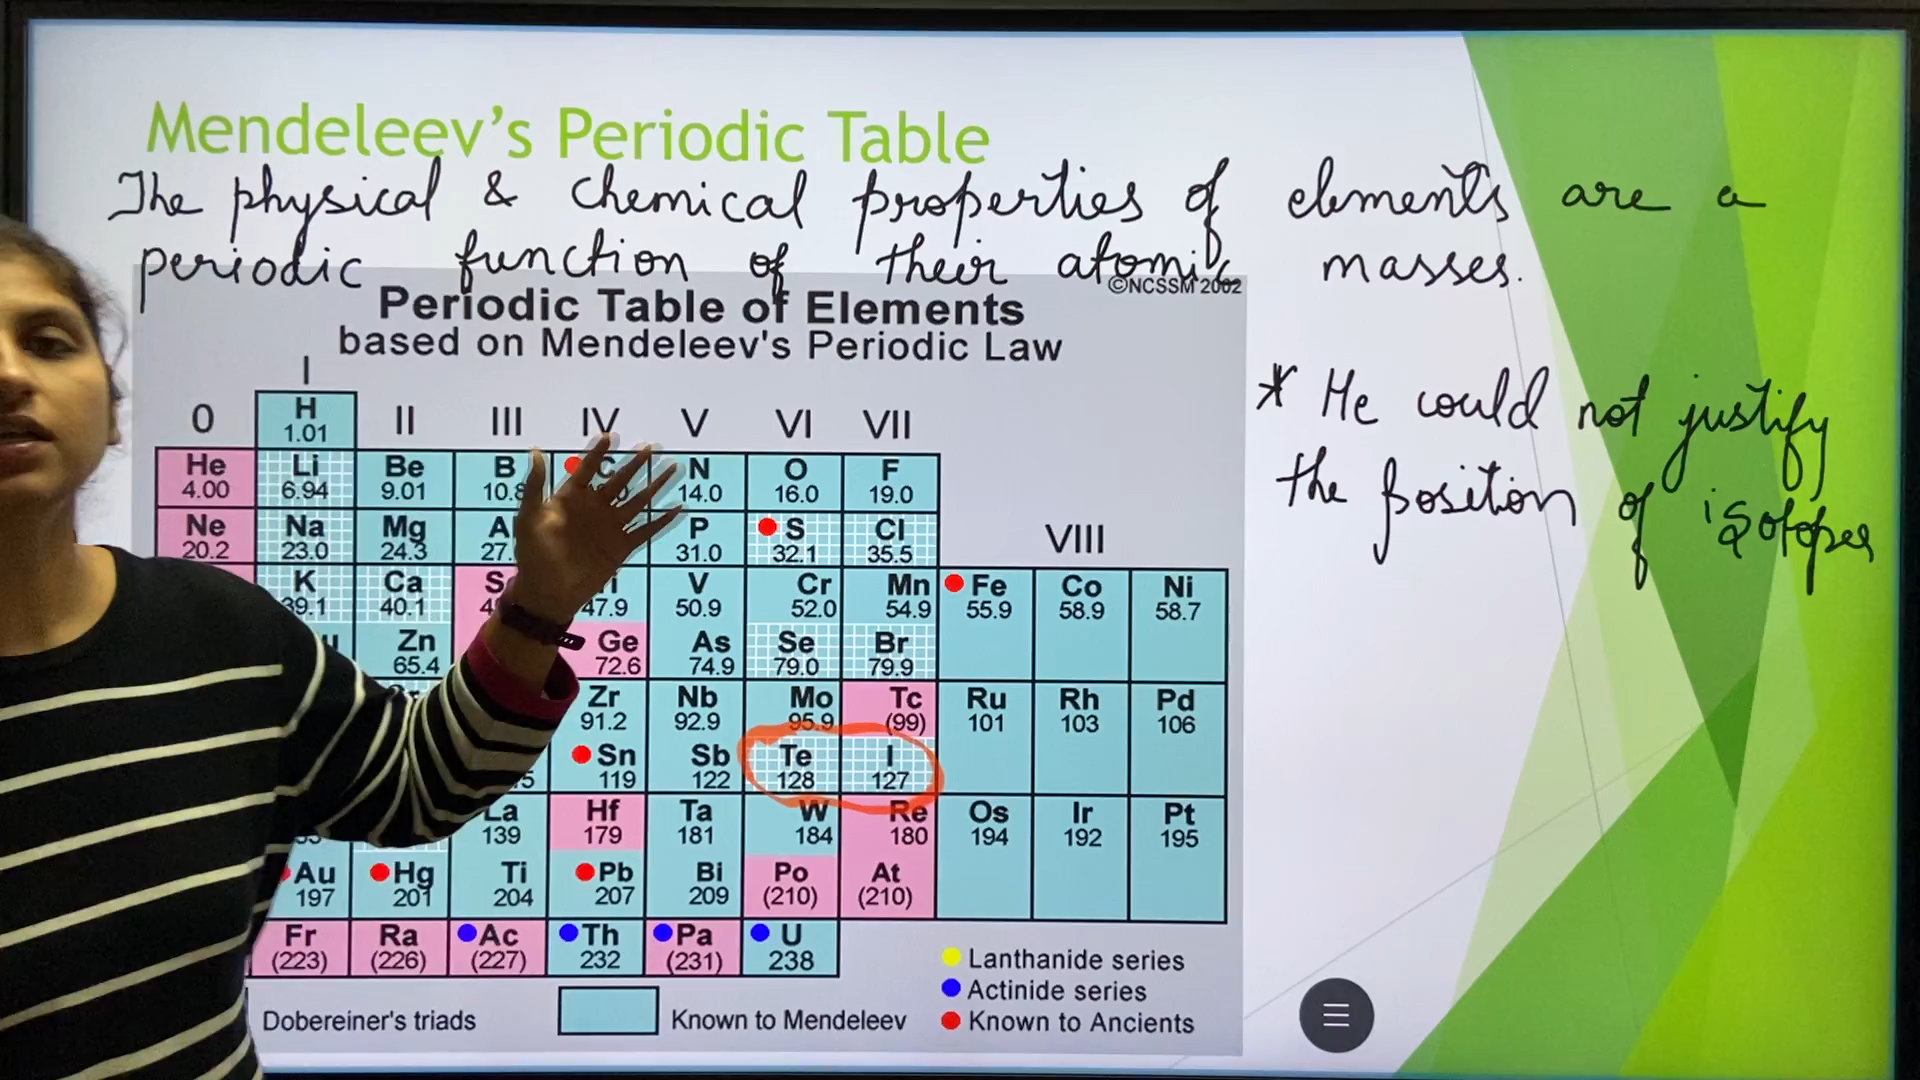 Mendeleev's Periodic Table
The physical & chemical properties of elements are a
periodic function of their atomic masses.
©NCSSM 2002
Periodic Table of Elements
based on Mendeleev's Periodic Law
* He could not justify
the position of isotopes
I
0 H II III IV V VI VII
1.01
He Li Be B C N O F
4.00 6.94 9.01 14.0 16.0 19.0
Ne Na Mg P S Cl VIII
20.2 23.0 24.3 31.0 32.1 35.5
K Ca V Cr Mn Fe Co Ni
39.1 40.1 47.9 50.9 52.0 54.9 55.9 58.9 58.7
Zn Ge As Se Br
65.4 72.6 74.9 79.0 79.9
Zr Nb Mo Tc Ru Rh Pd
91.2 92.9 95.9 (99) 101 103 106
Sn Sb Te I
119 122 128 127
La Hf Ta W Re Os Ir Pt
139 179 181 184 180 194 192 195
Au Hg Ti Pb Bi Po At
197 201 204 207 209 (210) (210)
Fr Ra Ac Th Pa U
(223) (226) (227) 232 (231) 238
Lanthanide series
Actinide series
Dobereiner's triads Known to Mendeleev Known to Ancients